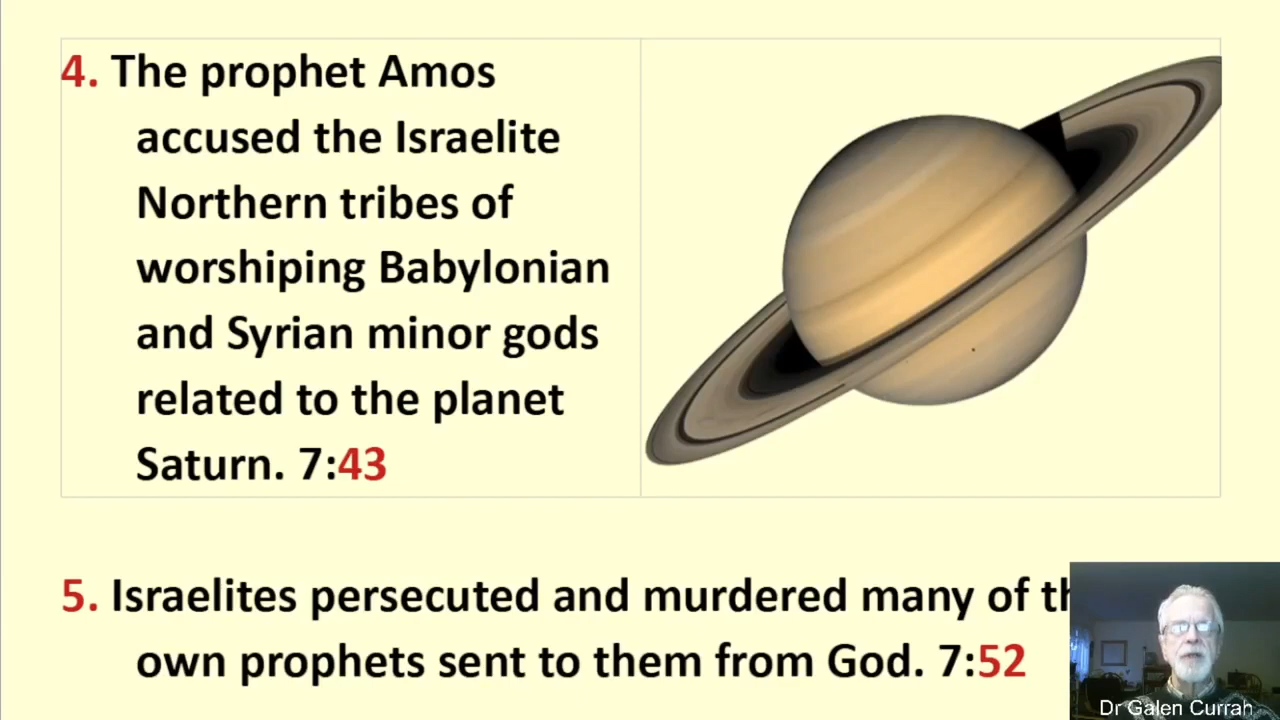 4. The prophet Amos
accused the Israelite
Northern tribes of
worshiping Babylonian
and Syrian minor gods
related to the planet
Saturn. 7:43
5. Israelites persecuted and murdered many of
own prophets sent to them from God. 7:52
Dr Galen Currah